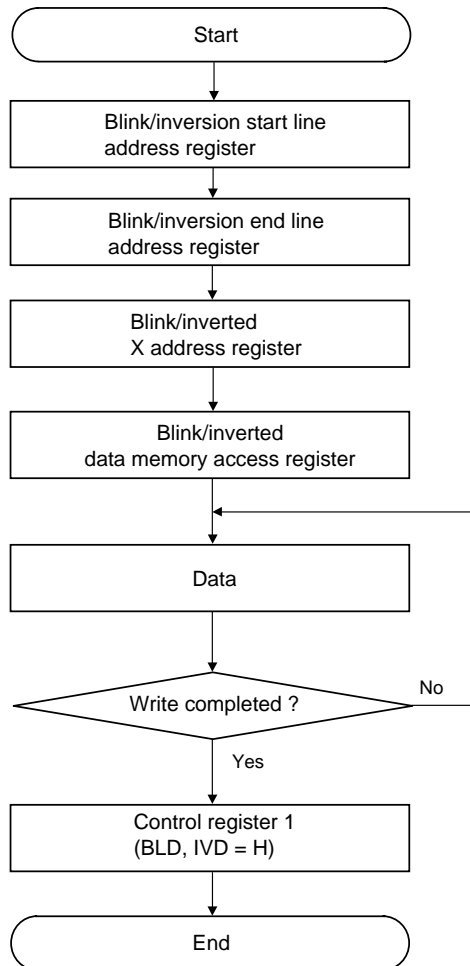 Start
Blink/inversion start line
address register
Blink/inversion end line
address register
Blink/inverted
X address register
Blink/inverted
data memory access register
Data
Write completed ?
No
Yes
Control register 1
(BLD, IVD = H)
End